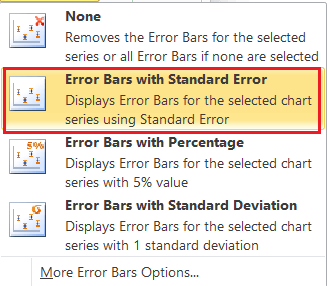 None
Removes the Error Bars for the selected
series or all Error Bars if none are selected
Error Bars with Standard Error
Displays Error Bars for the selected chart
series using Standard Error
5%
Error Bars with Percentage
Displays Error Bars for the selected chart
series with 5% value
Error Bars with Standard Deviation
Displays Error Bars for the selected chart
series with 1 standard deviation
More Error Bars Options...